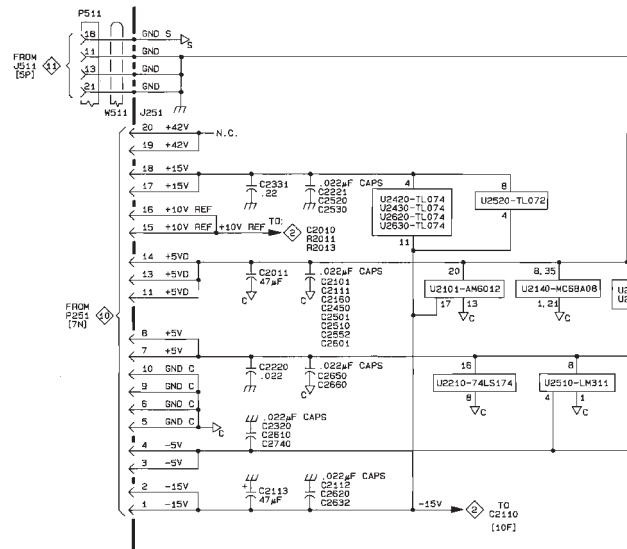 P511
18 GND S
S
11 GND
13 GND
21 GND
FROM
J511
[SP]
11
W511 J251
20 +42V N.C.
19 +42V
18 +15V
17 +15V
C2331
.22
.022µF CAPS
C2221
C2520
C2530
4
U2420-TL074
U2430-TL074
U2620-TL074
U2630-TL074
11
8
U2520-TL072
4
16 +10V REF
15 +10V REF +10V REF
TO:
2
C2010
R2011
R2013
14 +5VD
13 +5VD
11 +5VD
C2011
47µF
C
.022µF CAPS
C2101
C2111
C2160
C2450
C2501
C2510
C2552
C2601
C
20
U2101-AM6012
17 13
C
8,35
U2140-MC68A08
1,21
C
FROM
P251
[7N]
10
8 +5V
7 +5V
10 GND C
9 GND C
6 GND C
5 GND C
C
C2220
.022
.022µF CAPS
C2650
C2660
C
16
U2210-74LS174
8
C
8
U2510-LM311
4 1
C
4 -5V
3 -5V
.022µF CAPS
C2320
C2610
C2740
2 -15V
1 -15V
+
C2113
47µF
.022µF CAPS
C2112
C2620
C2632
-15V
2
TO
C2110
[10F]